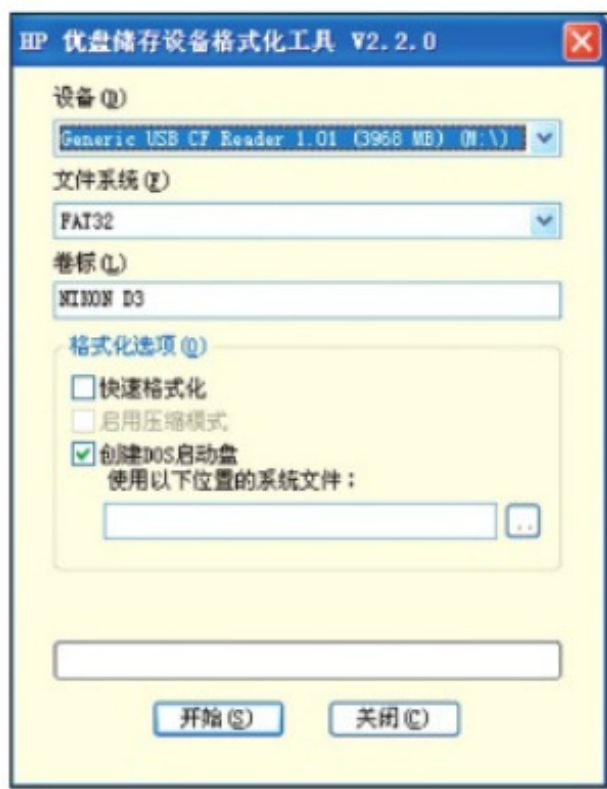 HP 优盘储存设备格式化工具 V2.2.0
设备(D)
Generic USB CF Reader 1.01 (3968 MB) (M:\)
文件系统(F)
FAT32
卷标(L)
NIKON D3
格式化选项(O)
快速格式化
启用压缩模式
创建DOS启动盘
使用以下位置的系统文件：
..
开始(S)
关闭(C)